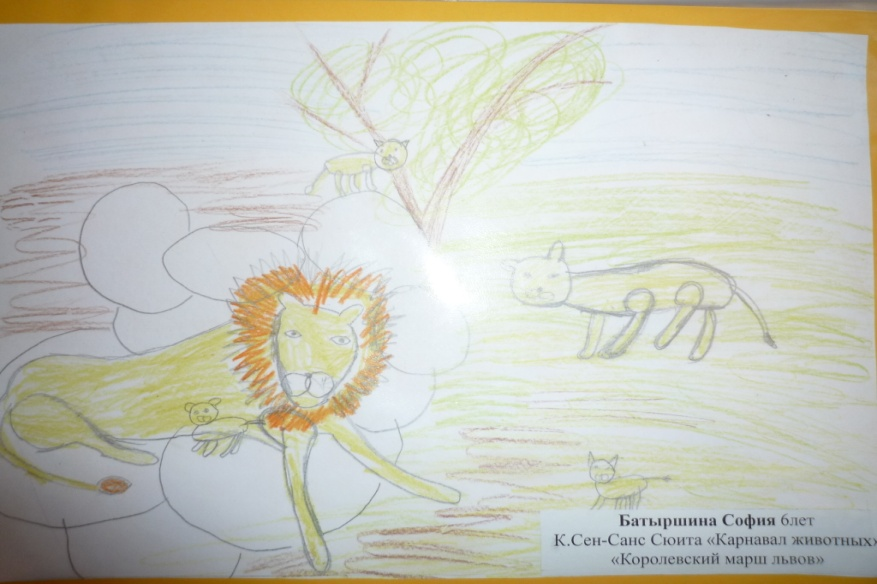 Батыршина София 6лет
К.Сен-Санс Сюита «Карнавал животных»
«Королевский марш львов»